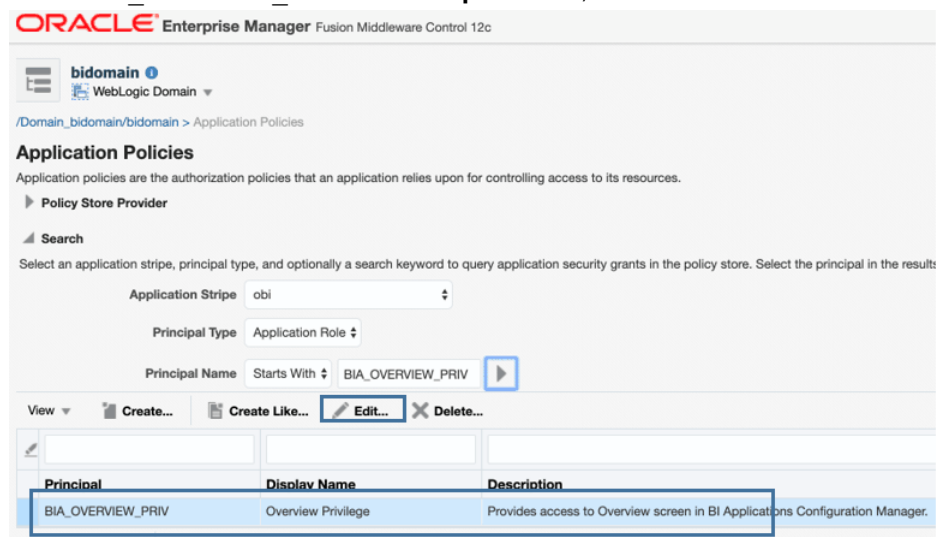 ORACLE Enterprise Manager Fusion Middleware Control 12c
bidomain
WebLogic Domain
/Domain_bidomain/bidomain > Application Policies
Application Policies
Application policies are the authorization policies that an application relies upon for controlling access to its resources.
Policy Store Provider
Search
Select an application stripe, principal type, and optionally a search keyword to query application security grants in the policy store. Select the principal in the results
Application Stripe obi
Principal Type Application Role
Principal Name Starts With BIA_OVERVIEW_PRIV
View Create... Create Like... Edit... Delete...
Principal Display Name Description
BIA_OVERVIEW_PRIV Overview Privilege Provides access to Overview screen in BI Applications Configuration Manager.